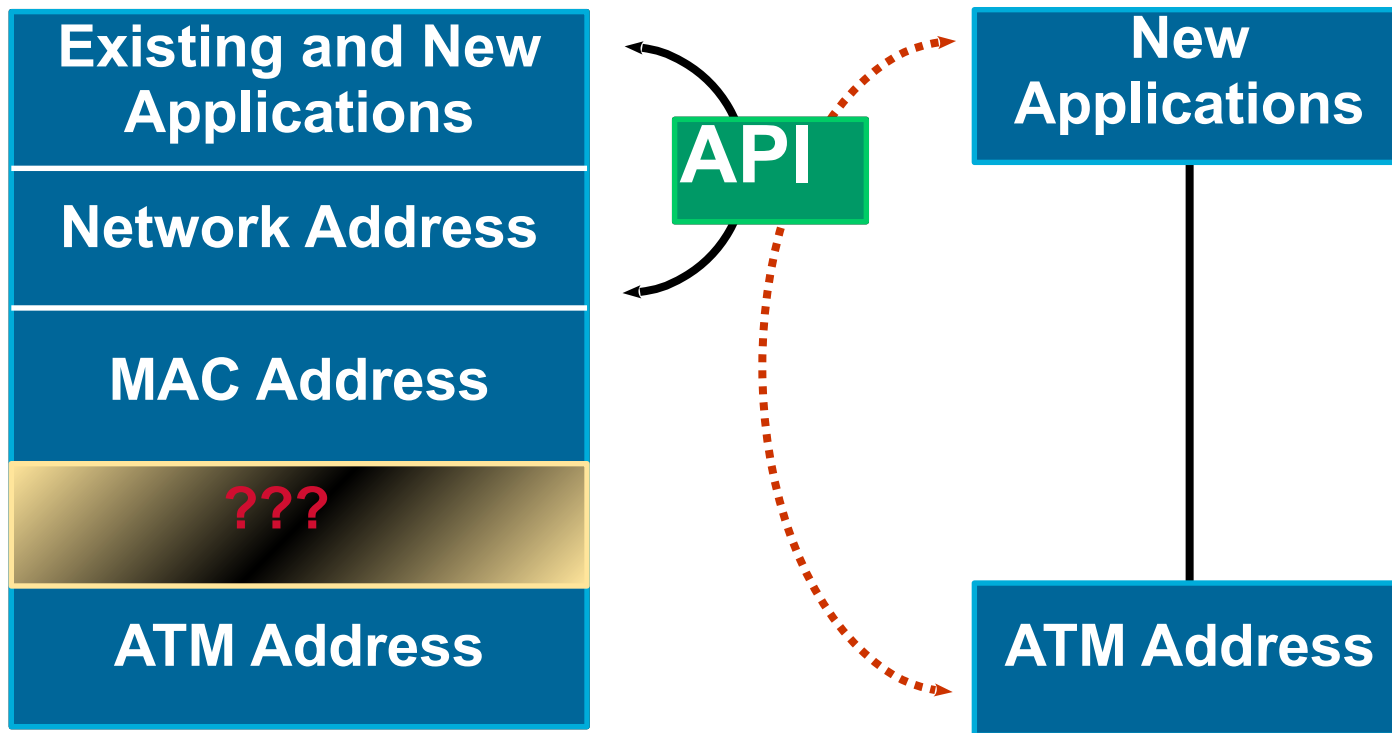 Existing and New
Applications
Network Address
MAC Address
???
ATM Address
API
New
Applications
ATM Address